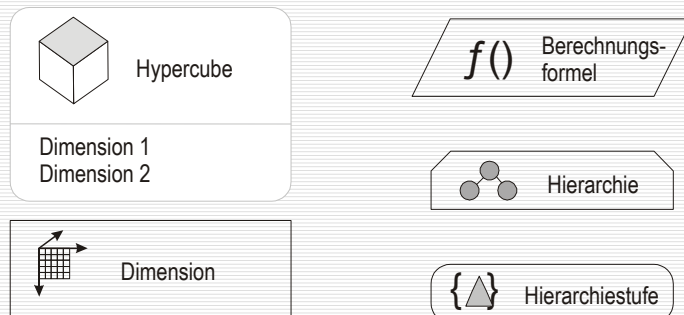 Hypercube
Dimension 1
Dimension 2
Dimension
f() Berechnungs-
formel
Hierarchie
{ } Hierarchiestufe